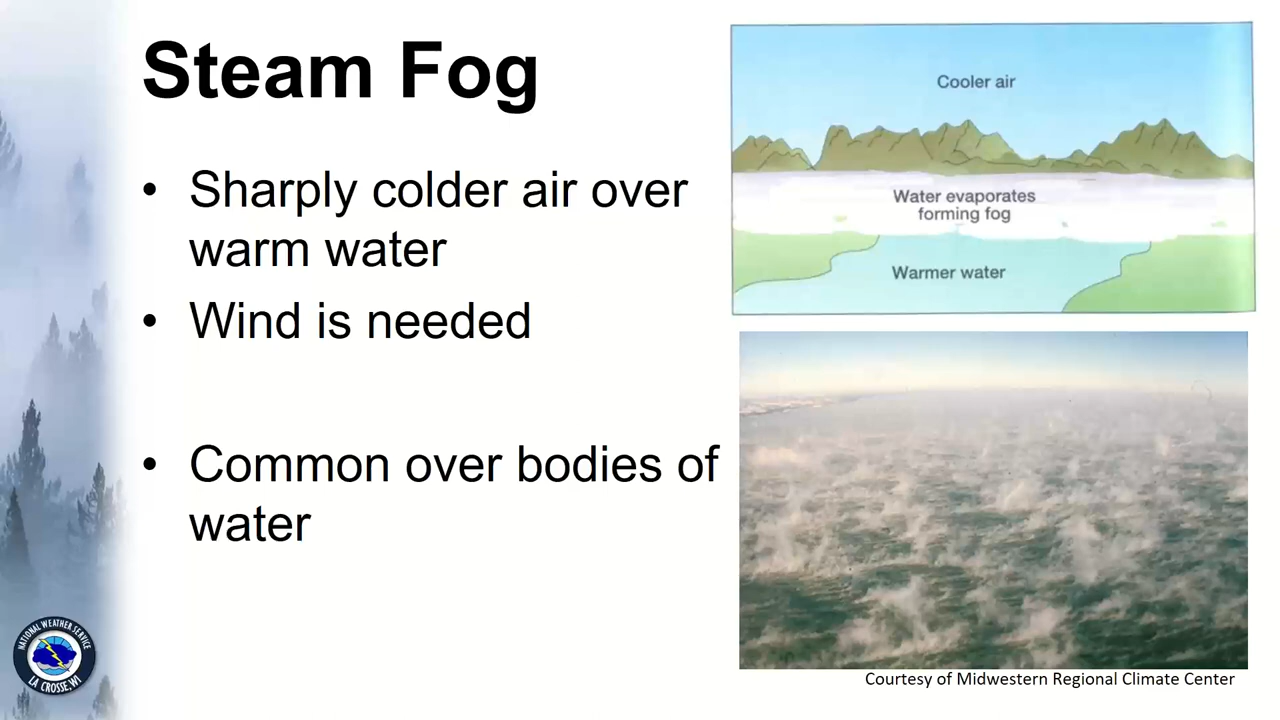 Steam Fog
• Sharply colder air over
warm water
• Wind is needed
• Common over bodies of
water
Cooler air
Water evaporates
forming fog
Warmer water
Courtesy of Midwestern Regional Climate Center
NATIONAL WEATHER SERVICE
LA CROSSE, WI